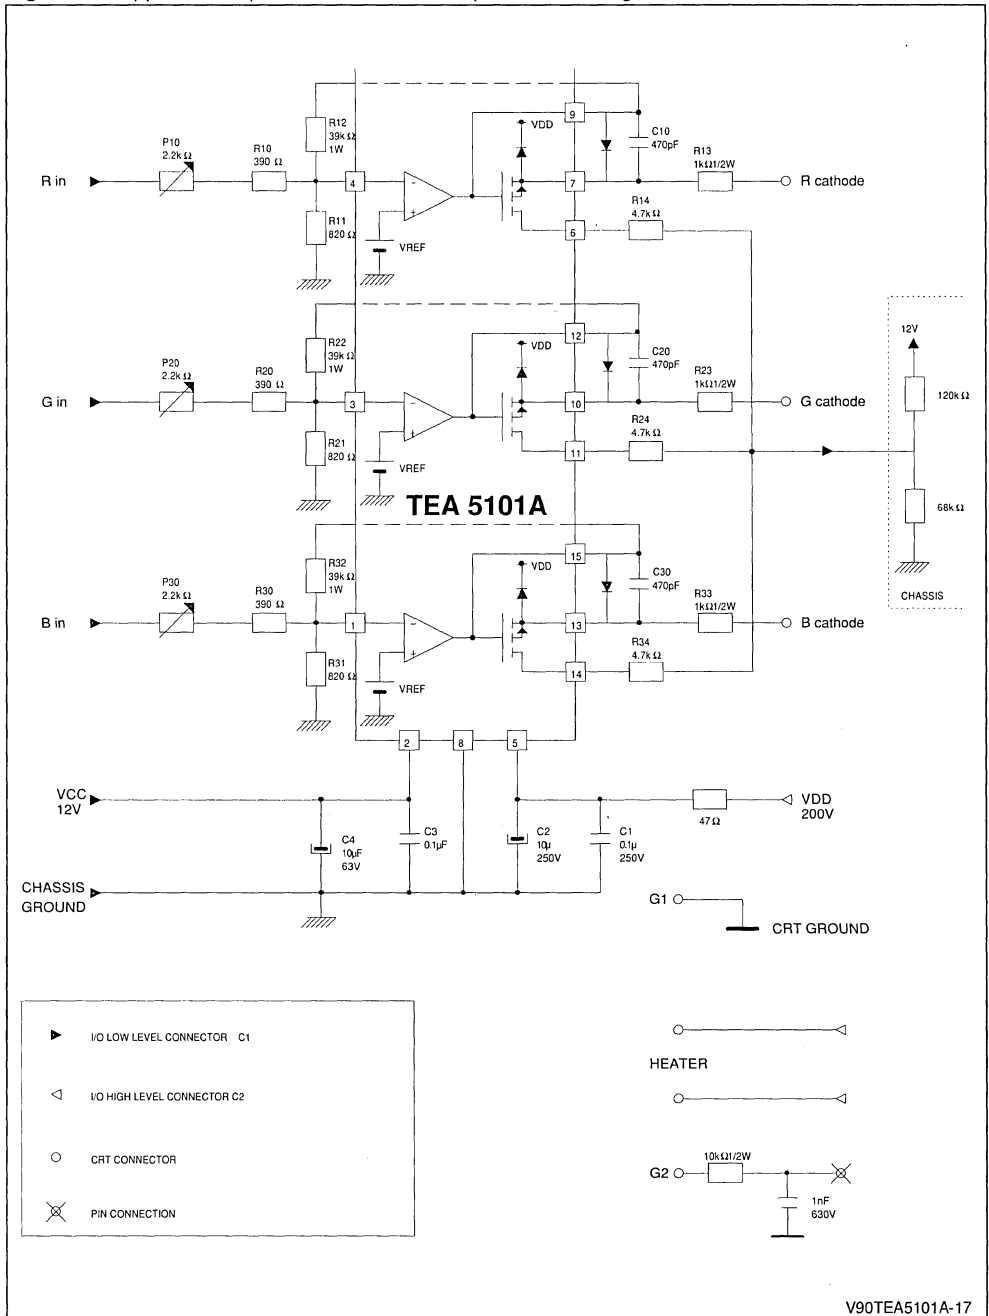 R in
P10
2.2k Ω
R10
390 Ω
R12
39k Ω
1W
R11
820 Ω
4
-
+
VREF
VDD
9
7
6
C10
470pF
R13
1kΩ1/2W
R14
4.7k Ω
R cathode
G in
P20
2.2k Ω
R20
390 Ω
R22
39k Ω
1W
R21
820 Ω
3
-
+
VREF
VDD
12
10
11
C20
470pF
R23
1kΩ1/2W
R24
4.7k Ω
G cathode
12V
120k Ω
68k Ω
CHASSIS
TEA 5101A
B in
P30
2.2k Ω
R30
390 Ω
R32
39k Ω
1W
R31
820 Ω
1
-
+
VREF
VDD
15
13
14
C30
470pF
R33
1kΩ1/2W
R34
4.7k Ω
B cathode
2
8
5
VCC
12V
C4
10µF
63V
C3
0.1µF
C2
10µ
250V
C1
0.1µ
250V
47Ω
VDD
200V
CHASSIS
GROUND
G1
CRT GROUND
I/O LOW LEVEL CONNECTOR C1
I/O HIGH LEVEL CONNECTOR C2
CRT CONNECTOR
PIN CONNECTION
HEATER
G2
10kΩ1/2W
1nF
630V
V90TEA5101A-17